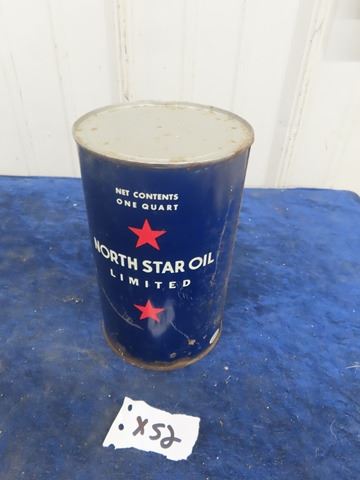 NET CONTENTS
ONE QUART
NORTH STAR OIL
LIMITED
X52